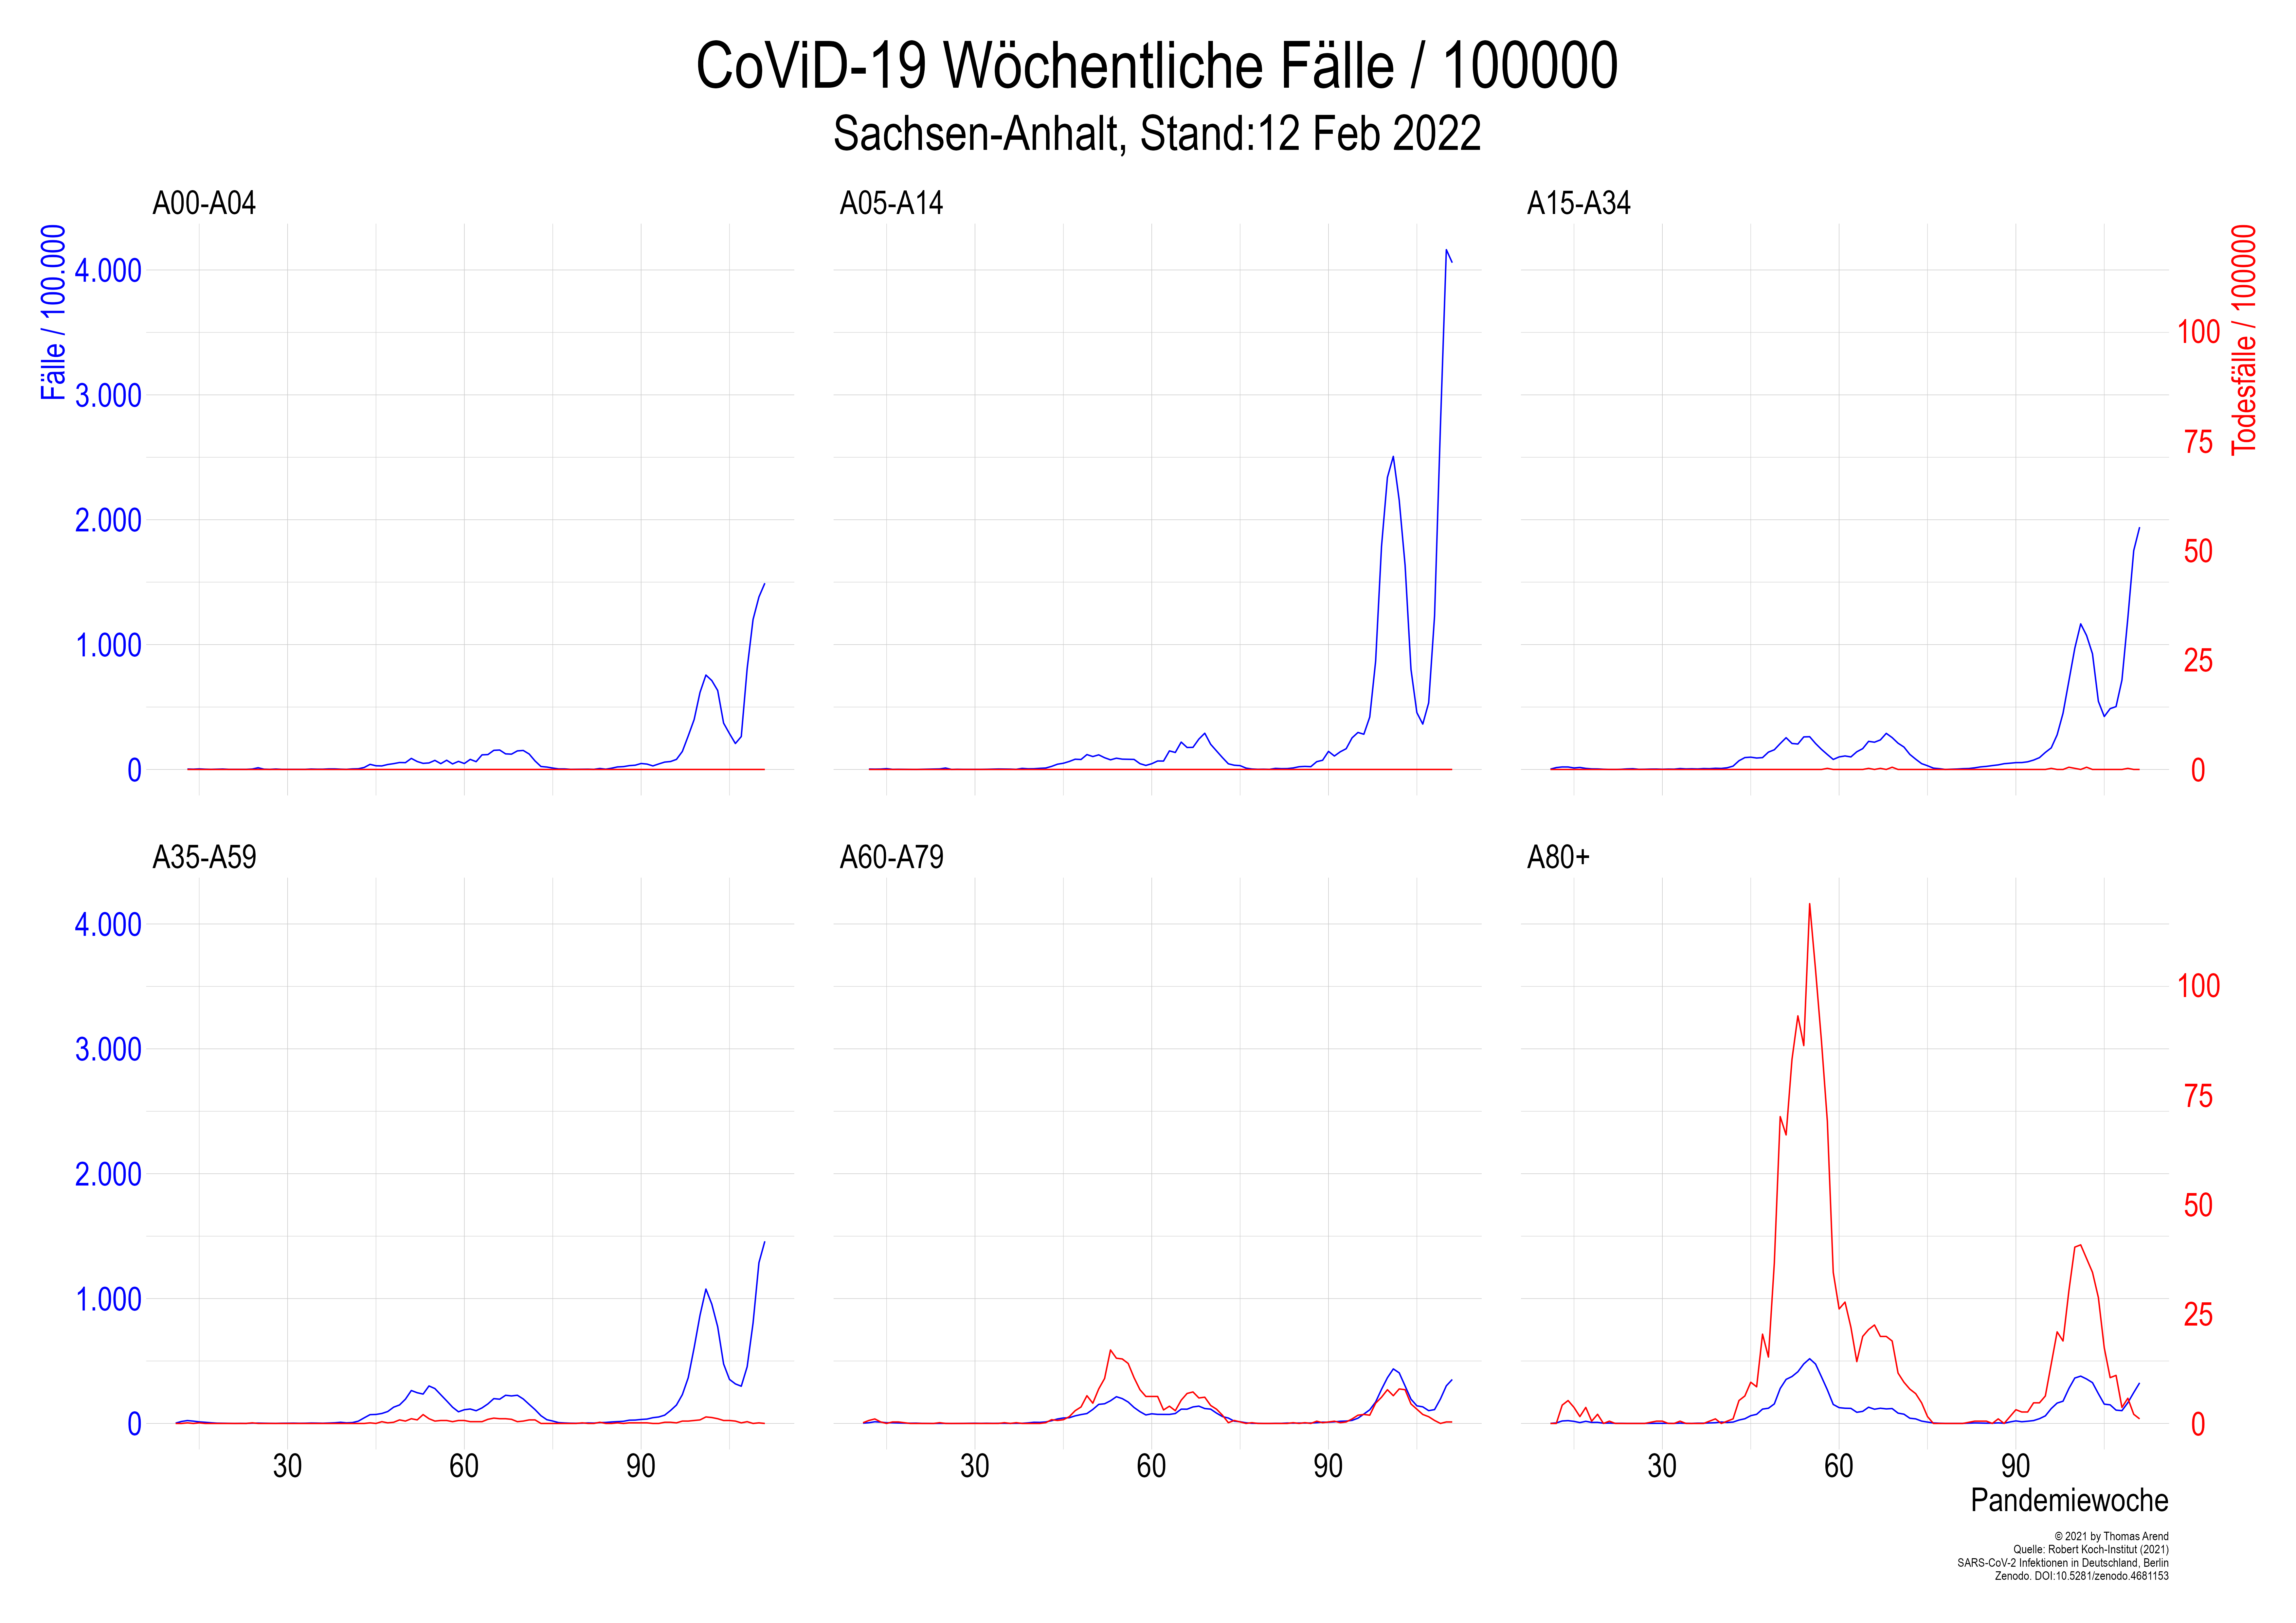 CoViD-19 Wöchentliche Fälle / 100000
Sachsen-Anhalt, Stand:12 Feb 2022
A00-A04
A05-A14
A15-A34
Fälle / 100.000
4.000
3.000
2.000
1.000
0
Todesfälle / 100000
100
75
50
25
0
A35-A59
A60-A79
A80+
4.000
3.000
2.000
1.000
0
100
75
50
25
0
30 60 90
30 60 90
30 60 90
Pandemiewoche
© 2021 by Thomas Arend
Quelle: Robert Koch-Institut (2021)
SARS-CoV-2 Infektionen in Deutschland, Berlin
Zenodo. DOI:10.5281/zenodo.4681153